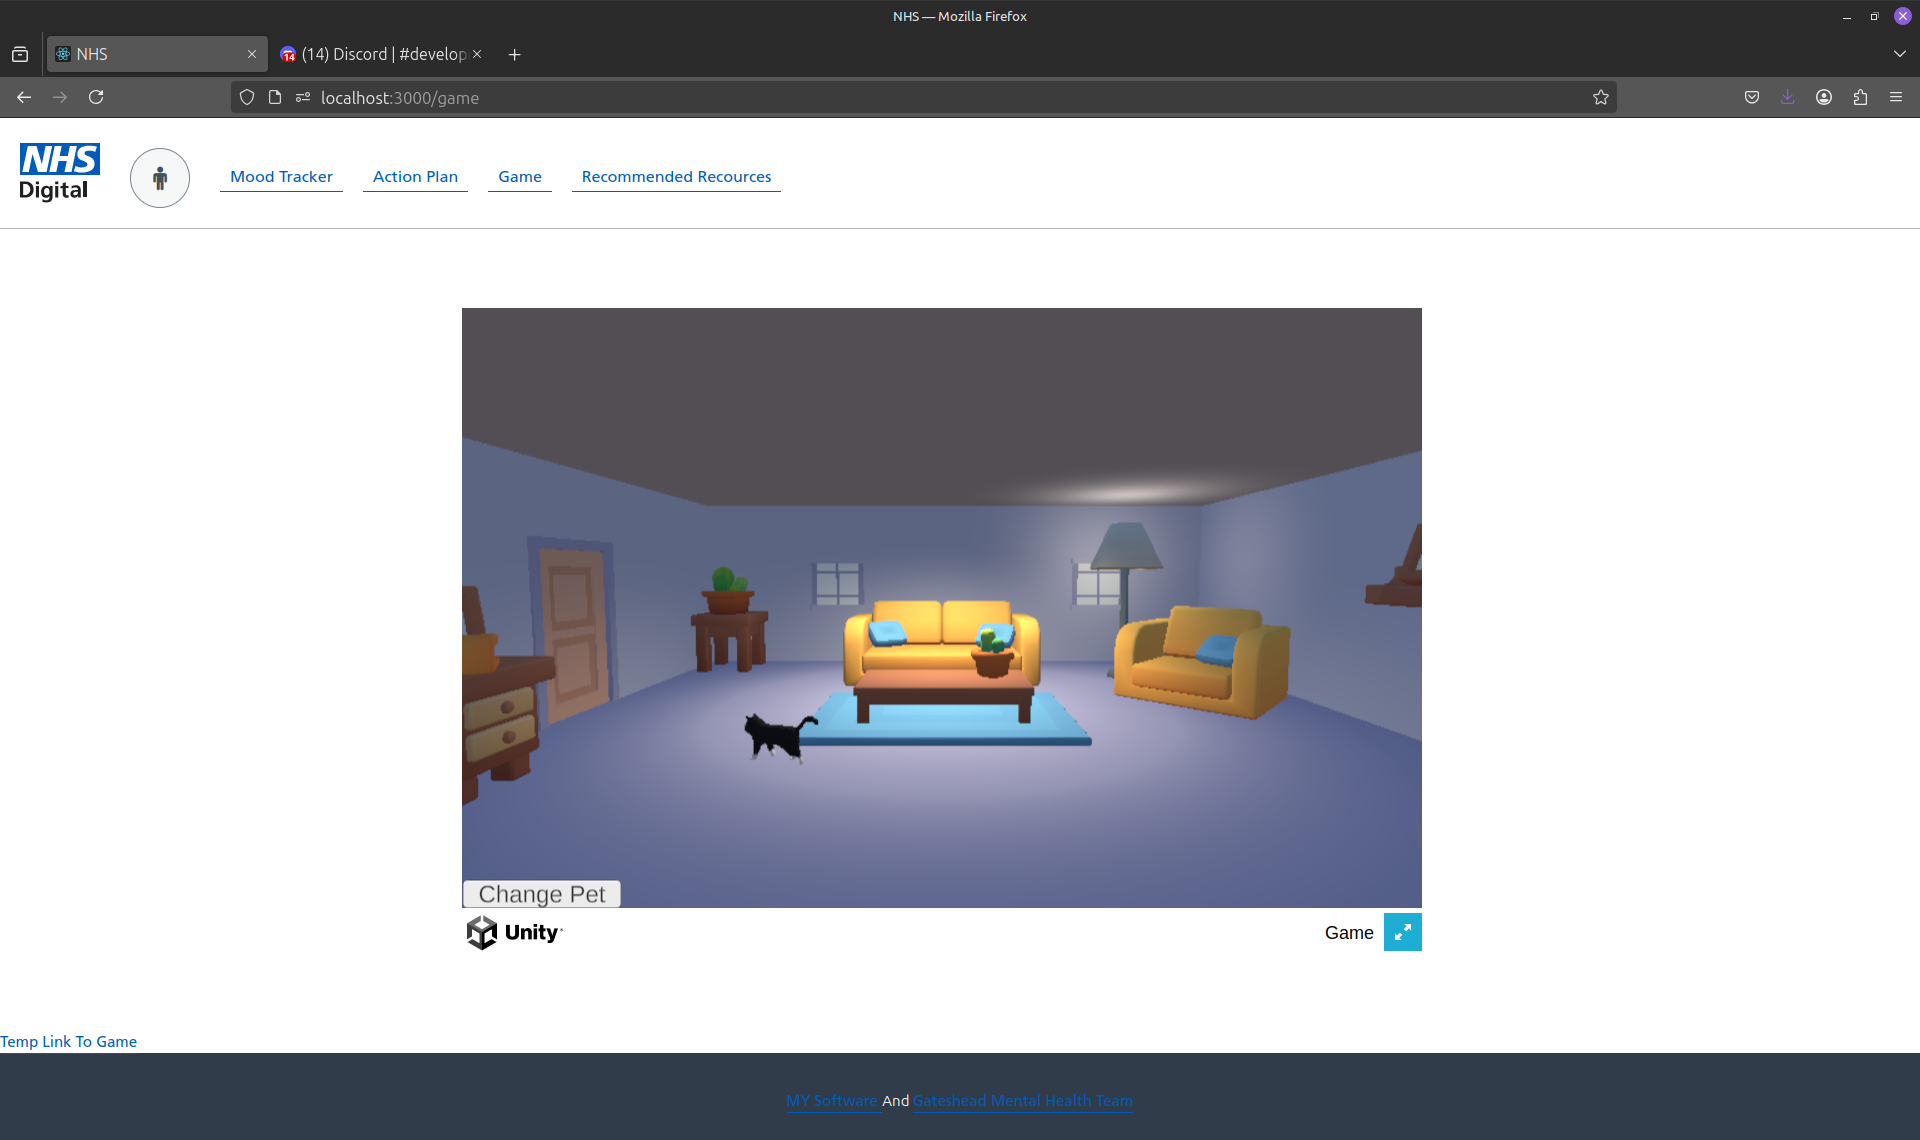 NHS — Mozilla Firefox
NHS
(14) Discord | #develop
localhost:3000/game
NHS
Digital
Mood Tracker
Action Plan
Game
Recommended Recources
Change Pet
Unity
Game
Temp Link To Game
MY Software And Gateshead Mental Health Team